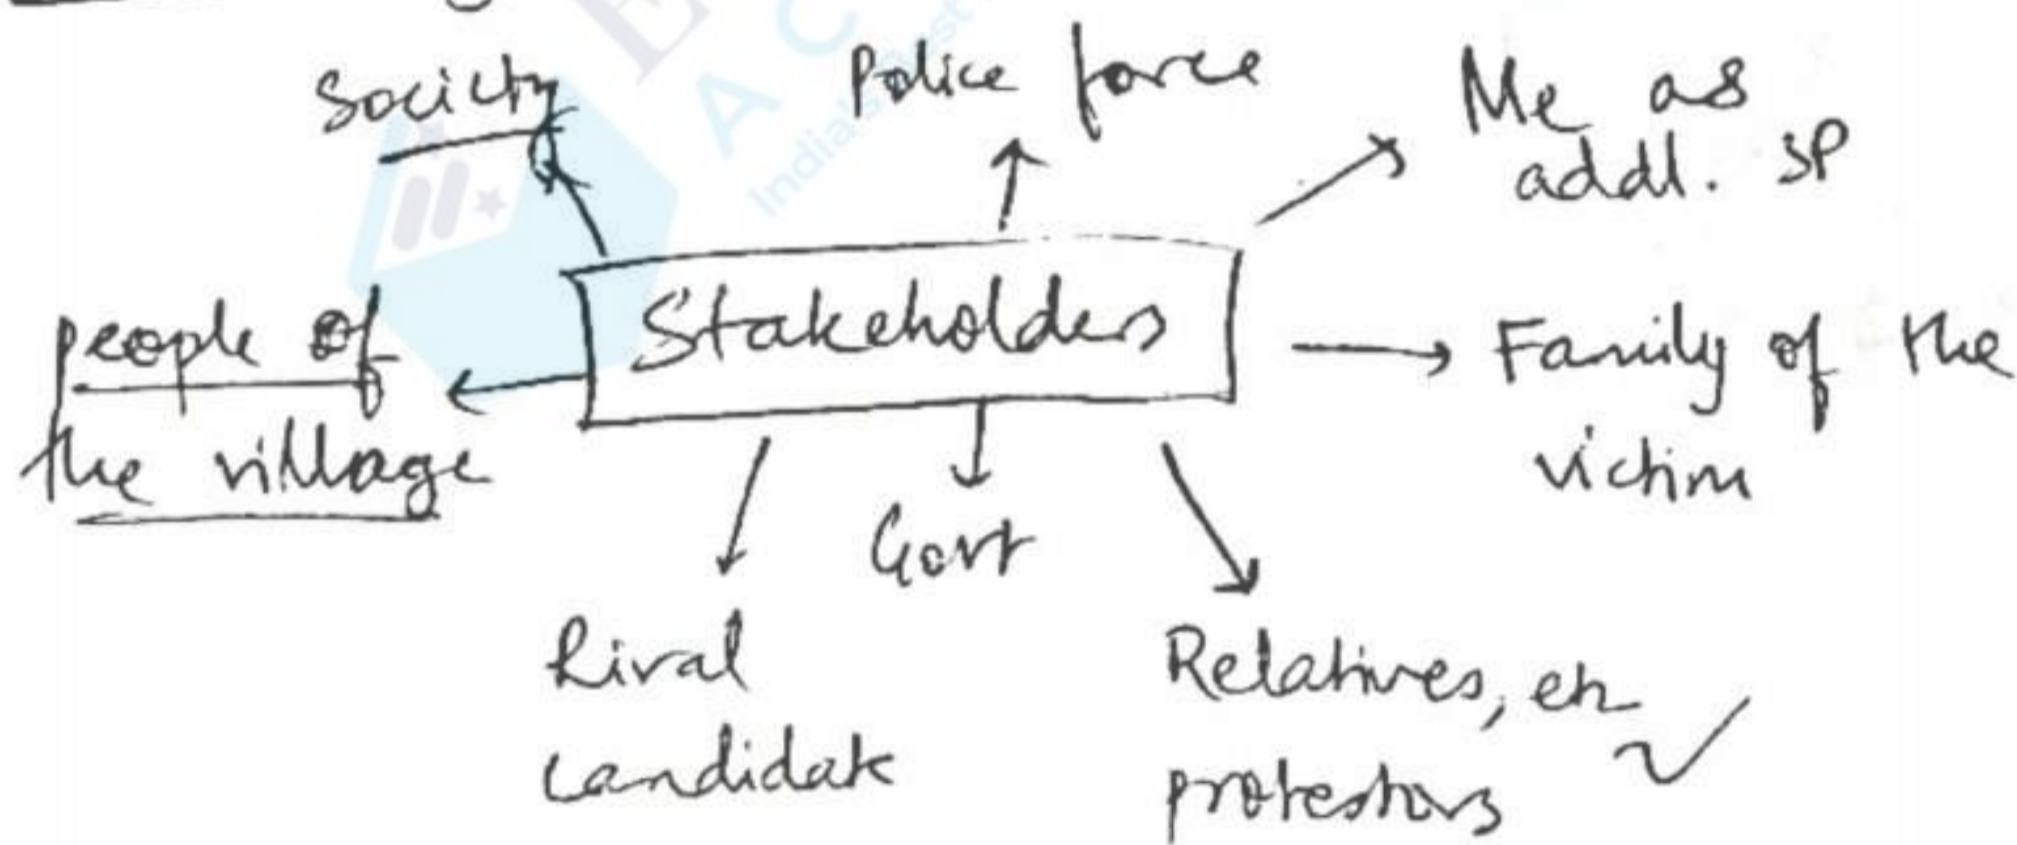 Society
Police force
Me as
addl. SP
people of
the village
Stakeholders
Family of the
victim
Govt
Rival
candidate
Relatives, etc
protestors